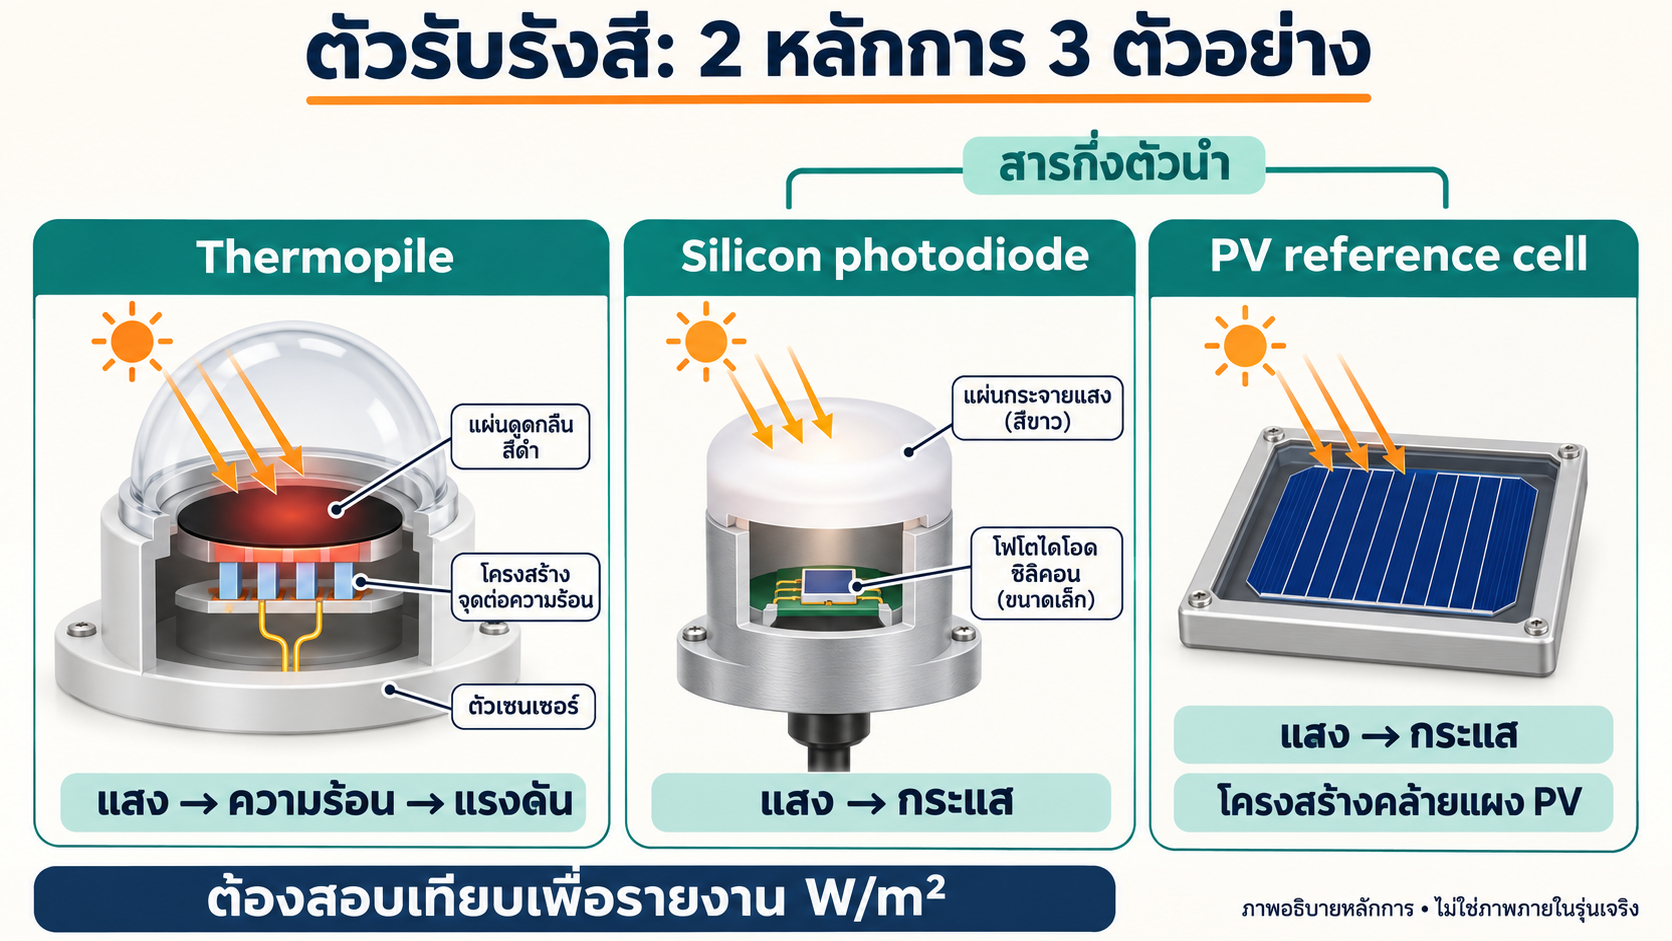 ตัวรับรังสี: 2 หลักการ 3 ตัวอย่าง
สารกึ่งตัวนำ
Thermopile
แผ่นดูดกลืน
สีดำ
โครงสร้าง
จุดต่อความร้อน
ตัวเซนเซอร์
แสง → ความร้อน → แรงดัน
Silicon photodiode
แผ่นกระจายแสง
(สีขาว)
โฟโตไดโอด
ซิลิคอน
(ขนาดเล็ก)
แสง → กระแส
PV reference cell
แสง → กระแส
โครงสร้างคล้ายแผง PV
ต้องสอบเทียบเพื่อรายงาน W/m²
ภาพอธิบายหลักการ • ไม่ใช่ภาพภายในรุ่นจริง